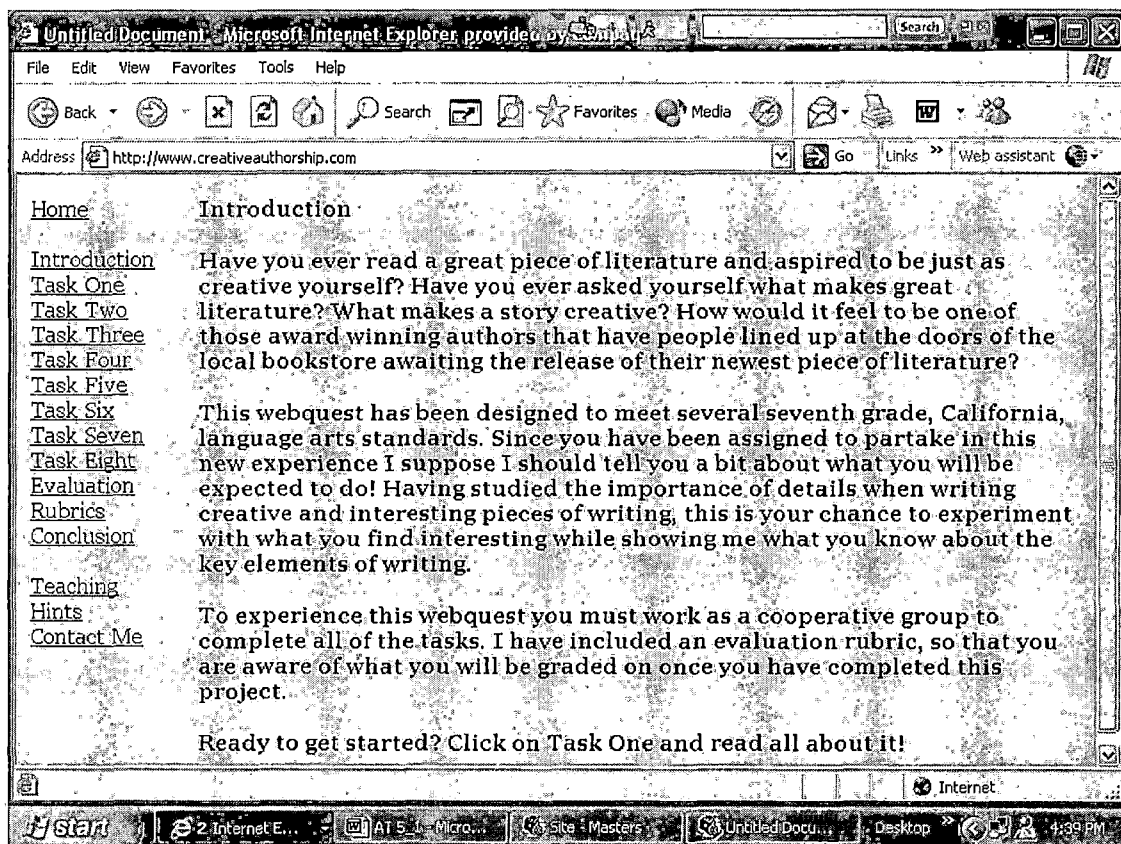 Untitled Document - Microsoft Internet Explorer provided by
Search
File Edit View Favorites Tools Help
Back Search Favorites Media
Address http://www.creativeauthorship.com Go Links » Web assistant
Home
Introduction
Task One
Task Two
Task Three
Task Four
Task Five
Task Six
Task Seven
Task Eight
Evaluation
Rubrics
Conclusion
Teaching
Hints
Contact Me
Introduction
Have you ever read a great piece of literature and aspired to be just as
creative yourself? Have you ever asked yourself what makes great
literature? What makes a story creative? How would it feel to be one of
those award winning authors that have people lined up at the doors of the
local bookstore awaiting the release of their newest piece of literature?
This webquest has been designed to meet several seventh grade, California,
language arts standards. Since you have been assigned to partake in this
new experience I suppose I should tell you a bit about what you will be
expected to do! Having studied the importance of details when writing
creative and interesting pieces of writing, this is your chance to experiment
with what you find interesting while showing me what you know about the
key elements of writing.
To experience this webquest you must work as a cooperative group to
complete all of the tasks. I have included an evaluation rubric, so that you
are aware of what you will be graded on once you have completed this
project.
Ready to get started? Click on Task One and read all about it!
Internet
start 2 Internet E... - Micro... Site - Masters Untitled Docu... Desktop » 4:39 PM